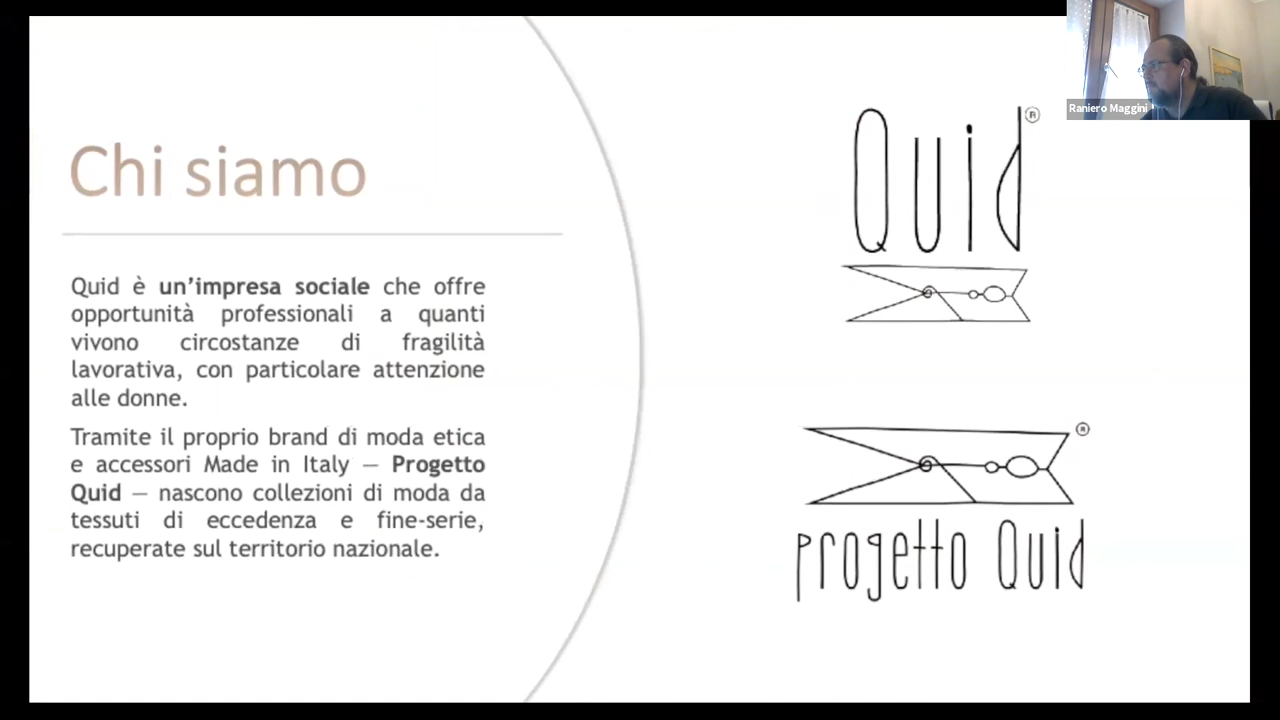 Chi siamo
Quid è un’impresa sociale che offre
opportunità professionali a quanti
vivono circostanze di fragilità
lavorativa, con particolare attenzione
alle donne.
Tramite il proprio brand di moda etica
e accessori Made in Italy – Progetto
Quid – nascono collezioni di moda da
tessuti di eccedenza e fine-serie,
recuperate sul territorio nazionale.
Quid ®
®
progetto Quid
Raniero Maggini